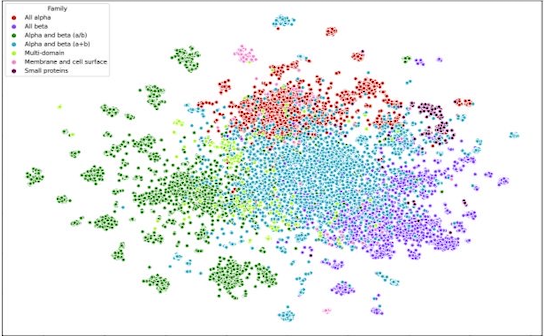 Family
All alpha
All beta
Alpha and beta (a/b)
Alpha and beta (a+b)
Multi-domain
Membrane and cell surface
Small proteins